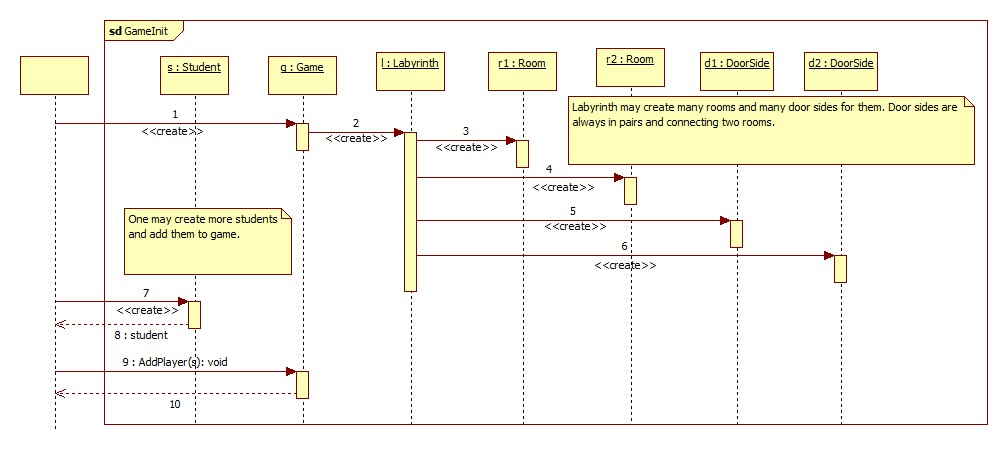 sd GameInit
s : Student
g : Game
l : Labyrinth
r1 : Room
r2 : Room
d1 : DoorSide
d2 : DoorSide
Labyrinth may create many rooms and many door sides for them. Door sides are
always in pairs and connecting two rooms.
1
<<create>>
2
<<create>>
3
<<create>>
4
<<create>>
5
<<create>>
6
<<create>>
One may create more students
and add them to game.
7
<<create>>
8 : student
9 : AddPlayer(s): void
10